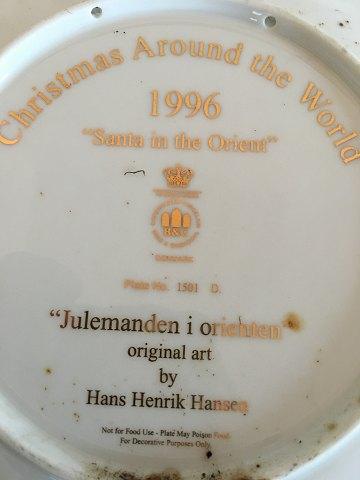 Christmas Around the World
1996
"Santa in the Orient"
B&G
DENMARK
Plate No. 1501 D.
"Julemanden i orienten"
original art
by
Hans Henrik Hansen
Not for Food Use - Plate May Poison Food.
For Decorative Purposes Only.